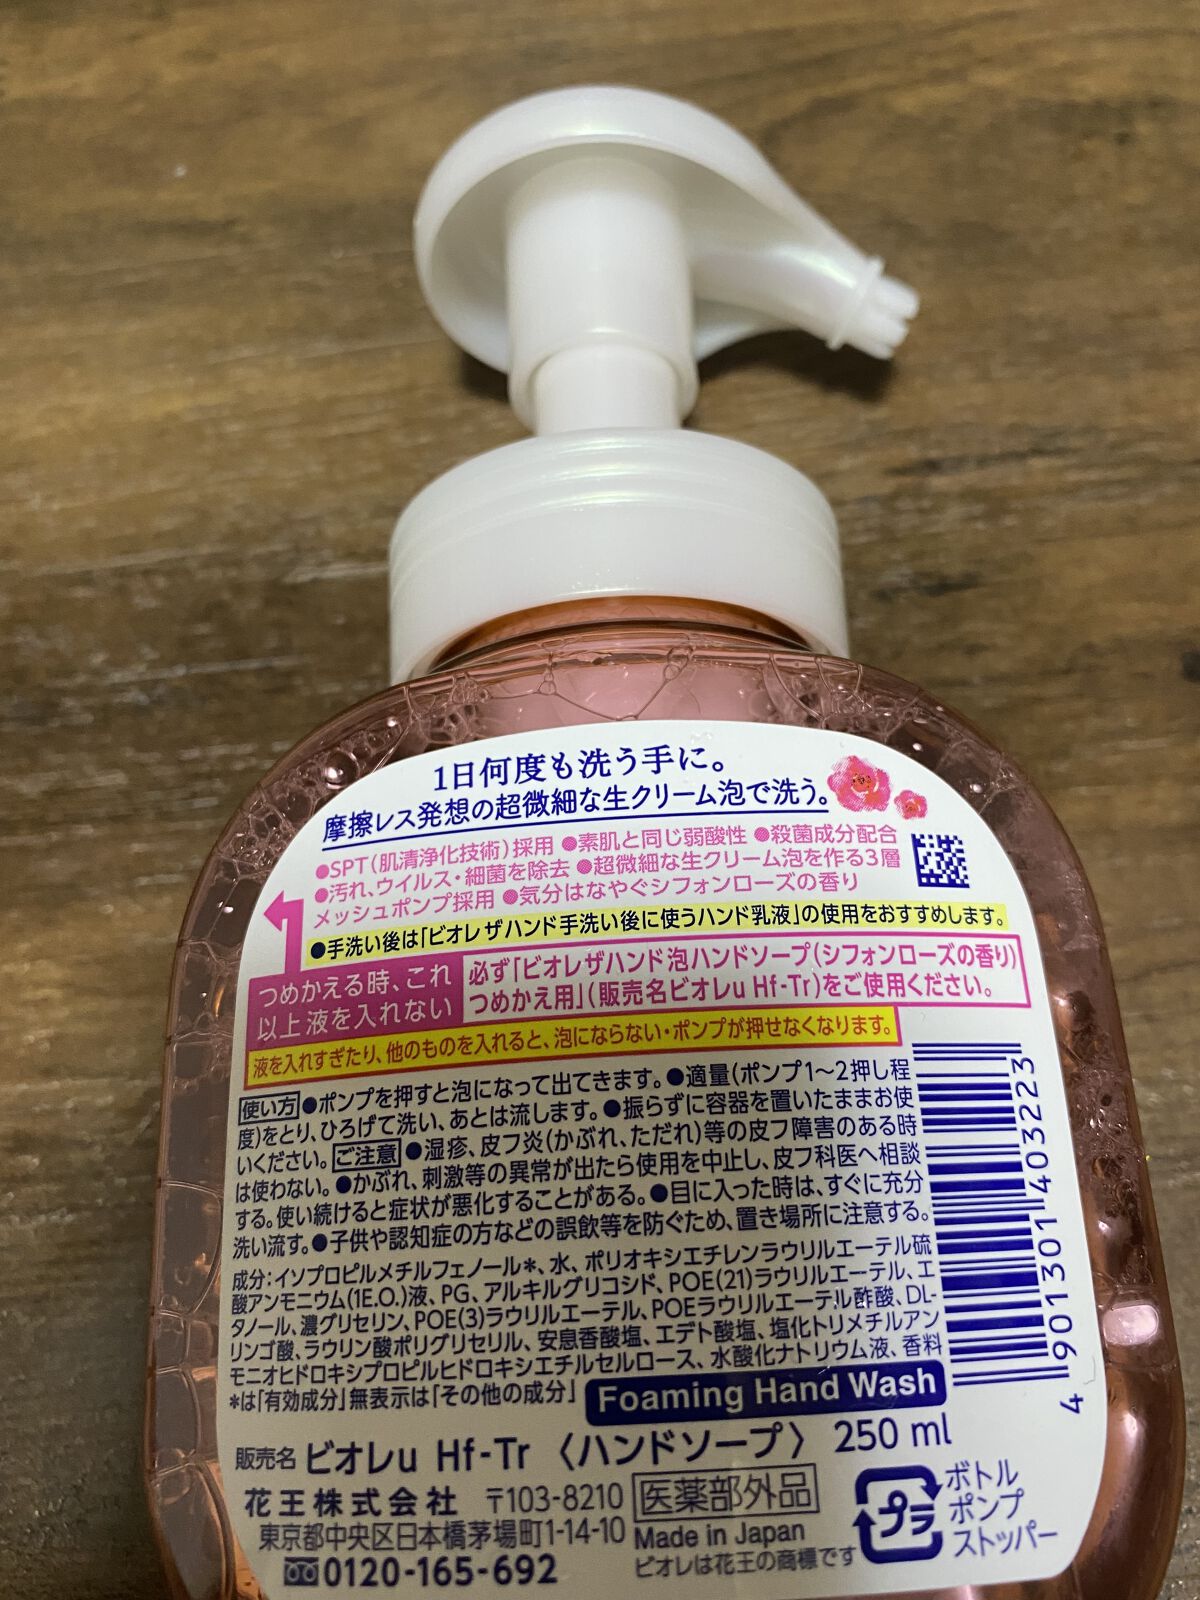 1日何度も洗う手に。
摩擦レス発想の超微細な生クリーム泡で洗う。
●SPT(肌清浄化技術)採用 ●素肌と同じ弱酸性 ●殺菌成分配合
●汚れ、ウイルス・細菌を除去 ●超微細な生クリーム泡を作る3層
メッシュポンプ採用 ●気分はなやぐシフォンローズの香り
●手洗い後は「ビオレザハンド手洗い後に使うハンド乳液」の使用をおすすめします。
つめかえる時、これ
以上液を入れない
必ず「ビオレザハンド泡ハンドソープ(シフォンローズの香り)
つめかえ用」(販売名ビオレu Hf-Tr)をご使用ください。
液を入れすぎたり、他のものを入れると、泡にならない・ポンプが押せなくなります。
使い方 ●ポンプを押すと泡になって出てきます。●適量(ポンプ1〜2押し程
度)をとり、ひろげて洗い、あとは流します。●振らずに容器を置いたままお使
いください。ご注意 ●湿疹、皮フ炎(かぶれ、ただれ)等の皮フ障害のある時
は使わない。●かぶれ、刺激等の異常が出たら使用を中止し、皮フ科医へ相談
する。使い続けると症状が悪化することがある。●目に入った時は、すぐに充分
洗い流す。●子供や認知症の方などの誤飲等を防ぐため、置き場所に注意する。
成分:イソプロピルメチルフェノール*、水、ポリオキシエチレンラウリルエーテル硫
酸アンモニウム(1E.O.)液、PG、アルキルグリコシド、POE(21)ラウリルエーテル、エ
タノール、濃グリセリン、POE(3)ラウリルエーテル、POEラウリルエーテル酢酸、DL-
リンゴ酸、ラウリン酸ポリグリセリル、安息香酸塩、エデト酸塩、塩化トリメチルアン
モニオヒドロキシプロピルヒドロキシエチルセルロース、水酸化ナトリウム液、香料
*は「有効成分」無表示は「その他の成分」
Foaming Hand Wash
販売名 ビオレu Hf-Tr 〈ハンドソープ〉 250 ml
花王株式会社 〒103-8210
東京都中央区日本橋茅場町1-14-10
0120-165-692
医薬部外品
Made in Japan
ビオレは花王の商標です
プラ
ボトル
ポンプ
ストッパー
4 901301 403223